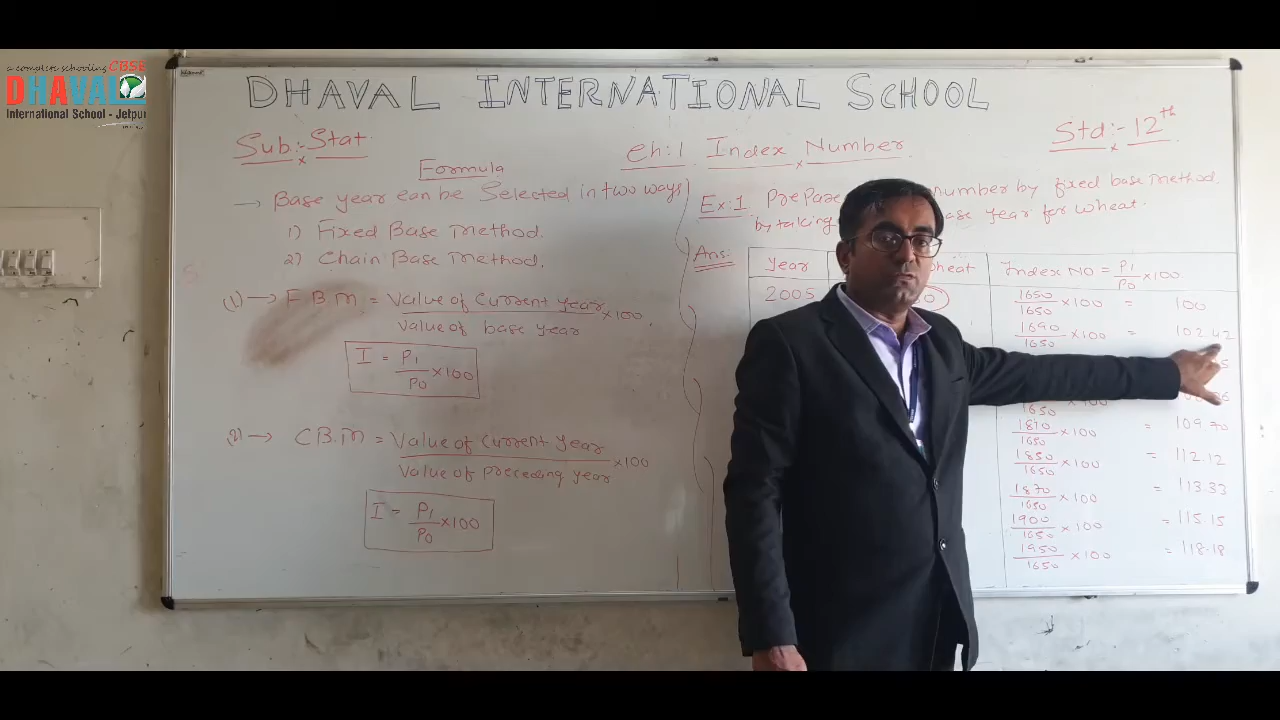 a complete schooling CBSE
DHAVAL
International School - Jetpur
DHAVAL INTERNATIONAL SCHOOL
Sub:- Stat
Ch:1 Index Number
Std:- 12th
Formula
→ Base year can be Selected in two ways
1) Fixed Base Method.
2) Chain Base Method.
(1) → F B M = Value of Current year / Value of base year × 100.
I = P1/P0 × 100
(2) → C B.M = Value of Current Year / Value of preceding year × 100
I = P1/P0 × 100
Ex:1 Prepare number by fixed base method.
by taking base year for wheat.
Ans:
Year wheat Index NO = P1/P0 × 100
2005 1650/1650 × 100 = 100
1690/1650 × 100 = 102.42
1650 × 100
1870/1650 × 100 = 109.70
1850/1650 × 100 = 112.12
1870/1650 × 100 = 113.33
1900/1650 × 100 = 115.15
1950/1650 × 100 = 118.18